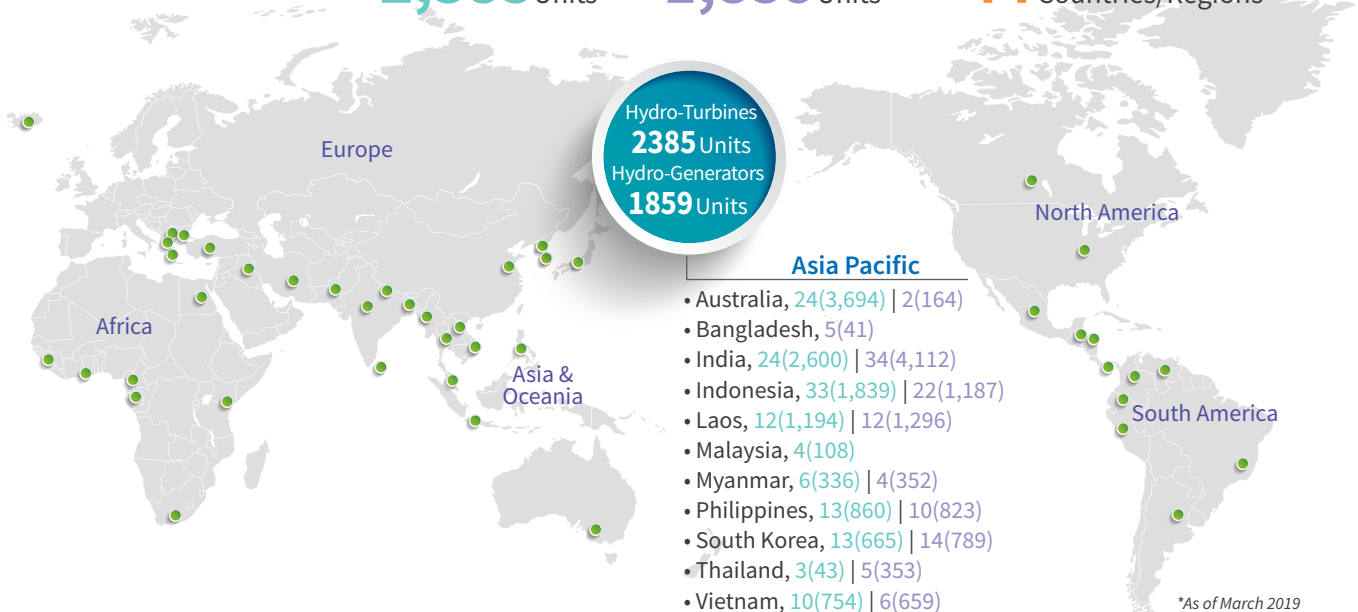 Units
Units
Hydro-Turbines
2385 Units
Hydro-Generators
1859 Units
Europe
North America
Africa
Asia &
Oceania
South America
Asia Pacific
• Australia, 24(3,694) | 2(164)
• Bangladesh, 5(41)
• India, 24(2,600) | 34(4,112)
• Indonesia, 33(1,839) | 22(1,187)
• Laos, 12(1,194) | 12(1,296)
• Malaysia, 4(108)
• Myanmar, 6(336) | 4(352)
• Philippines, 13(860) | 10(823)
• South Korea, 13(665) | 14(789)
• Thailand, 3(43) | 5(353)
• Vietnam, 10(754) | 6(659)
*As of March 2019